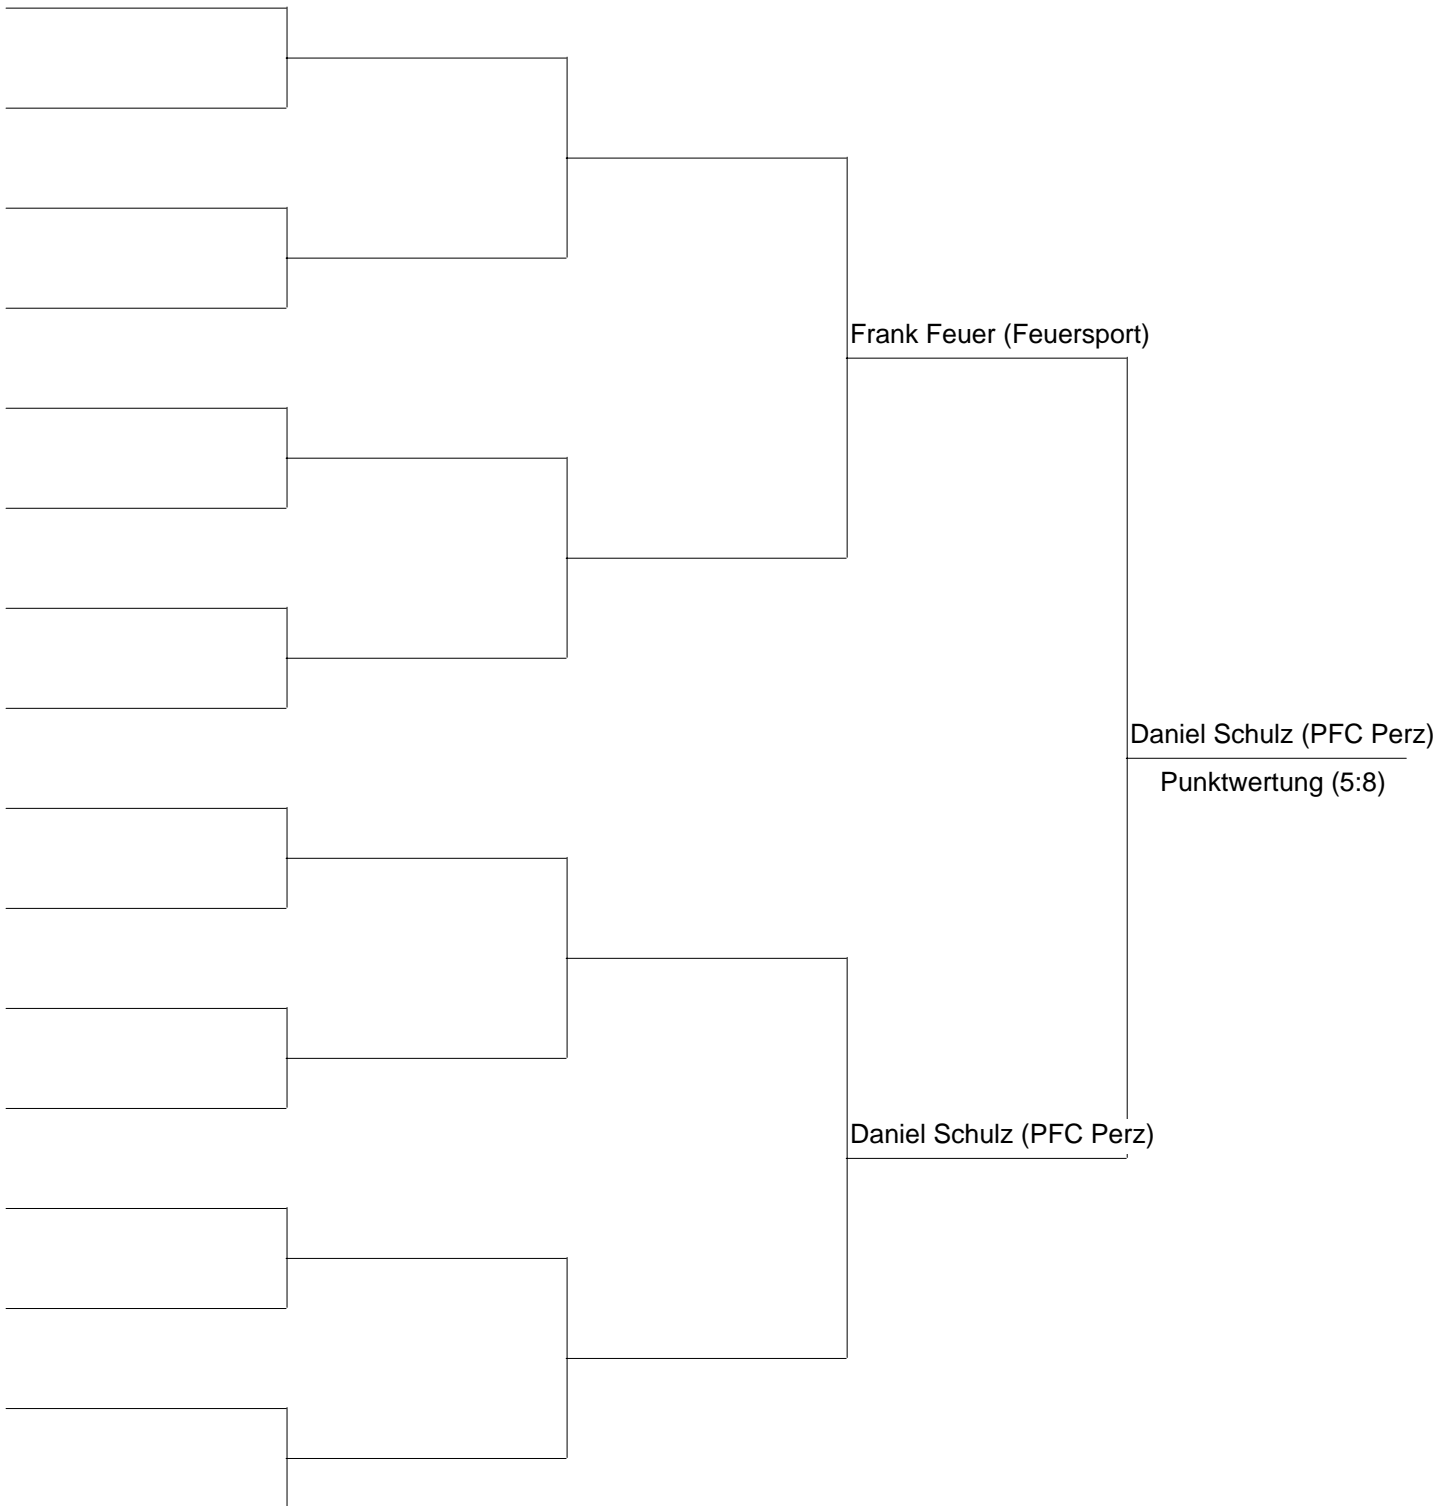 Frank Feuer (Feuersport)
Daniel Schulz (PFC Perz)
Punktwertung (5:8)
Daniel Schulz (PFC Perz)